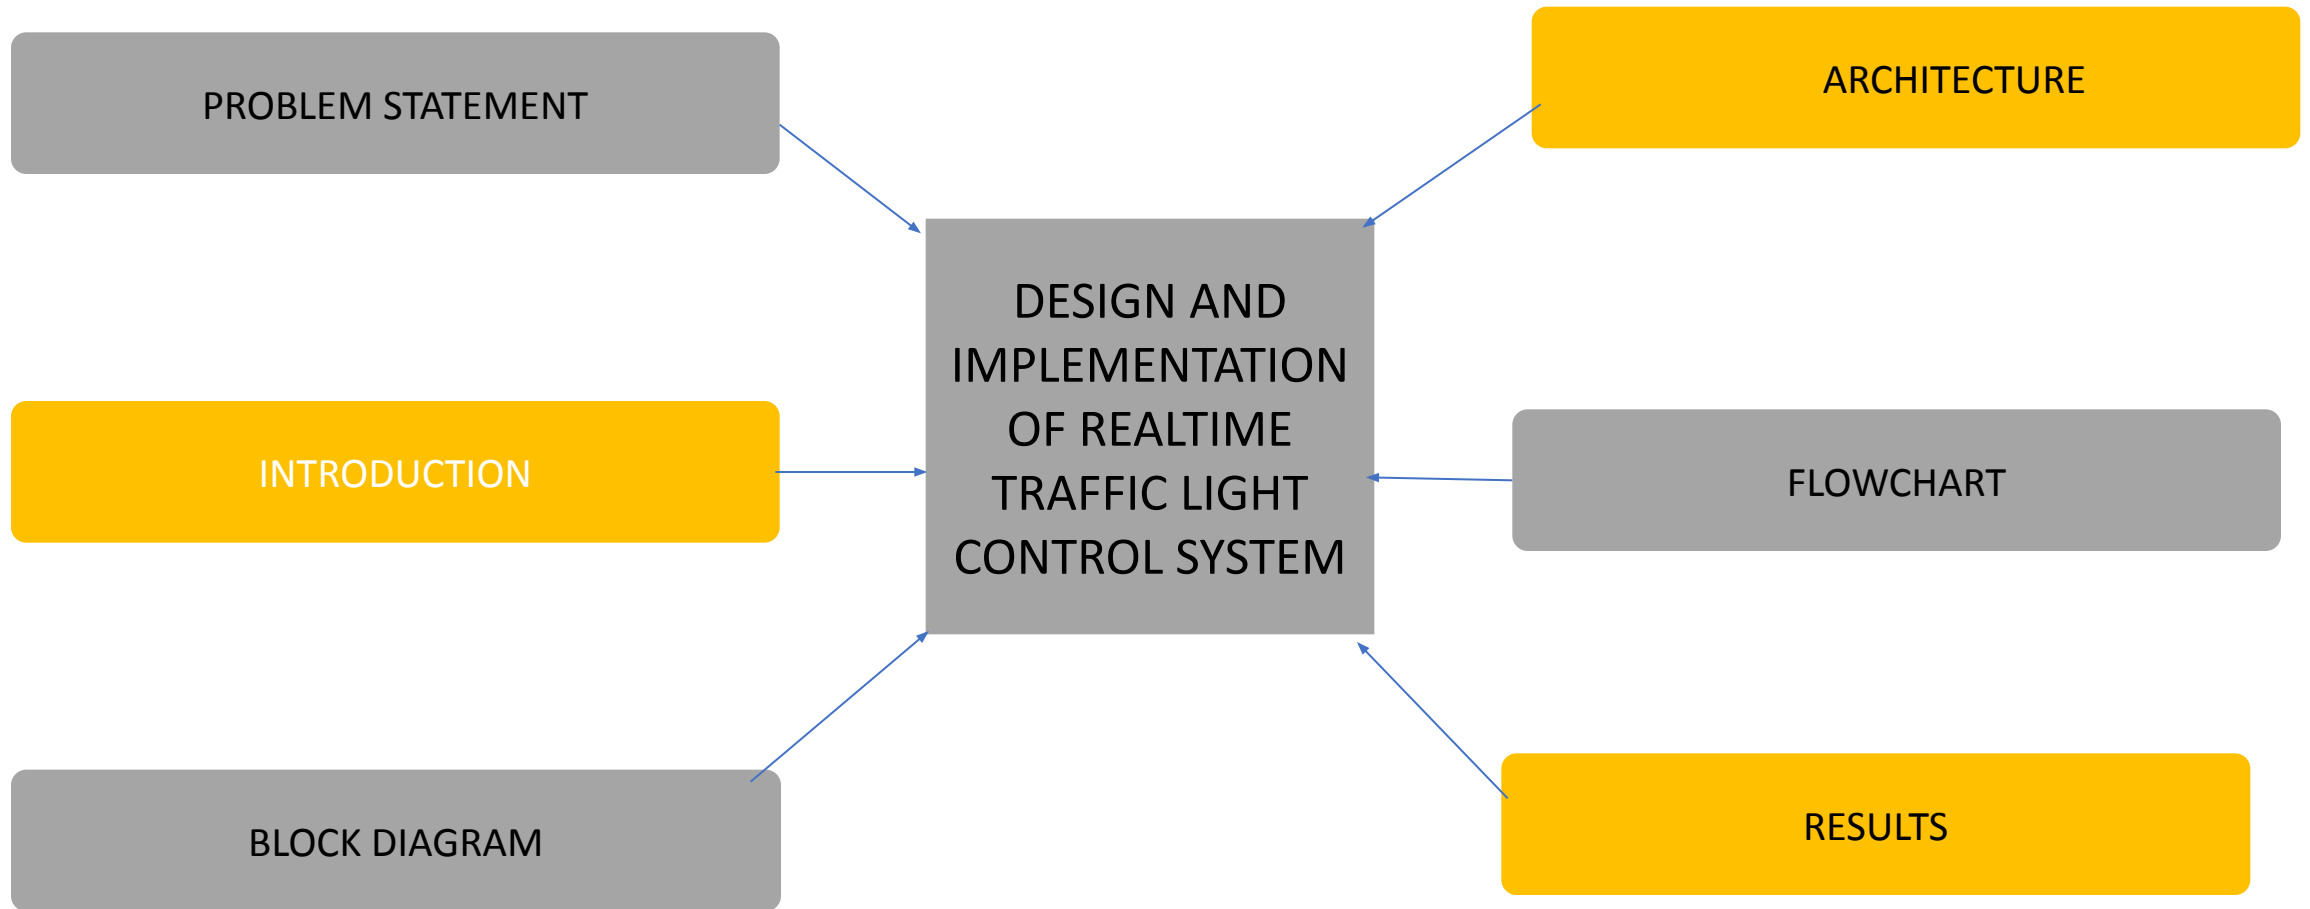 PROBLEM STATEMENT
ARCHITECTURE
DESIGN AND
IMPLEMENTATION
OF REALTIME
TRAFFIC LIGHT
CONTROL SYSTEM
INTRODUCTION
FLOWCHART
BLOCK DIAGRAM
RESULTS